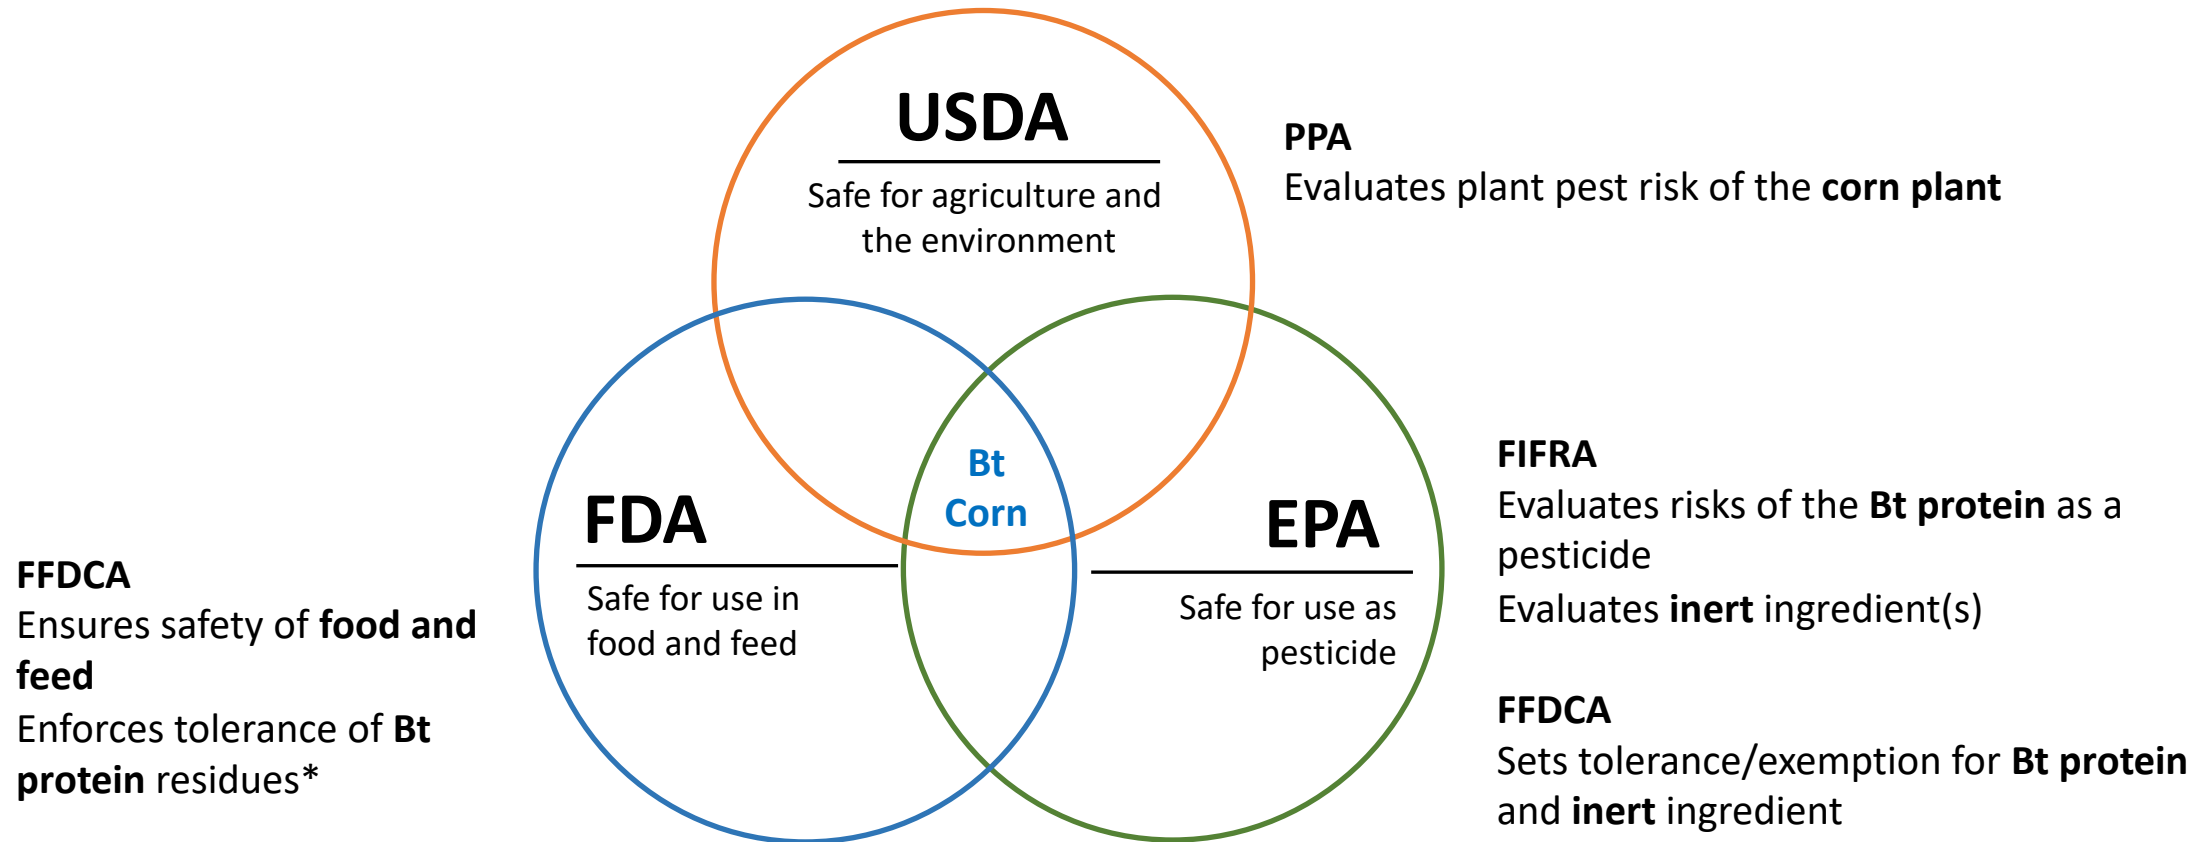 USDA
Safe for agriculture and
the environment
PPA
Evaluates plant pest risk of the corn plant
Bt
Corn
FDA
Safe for use in
food and feed
EPA
Safe for use as
pesticide
FFDCA
Ensures safety of food and
feed
Enforces tolerance of Bt
protein residues*
FIFRA
Evaluates risks of the Bt protein as a
pesticide
Evaluates inert ingredient(s)
FFDCA
Sets tolerance/exemption for Bt protein
and inert ingredient